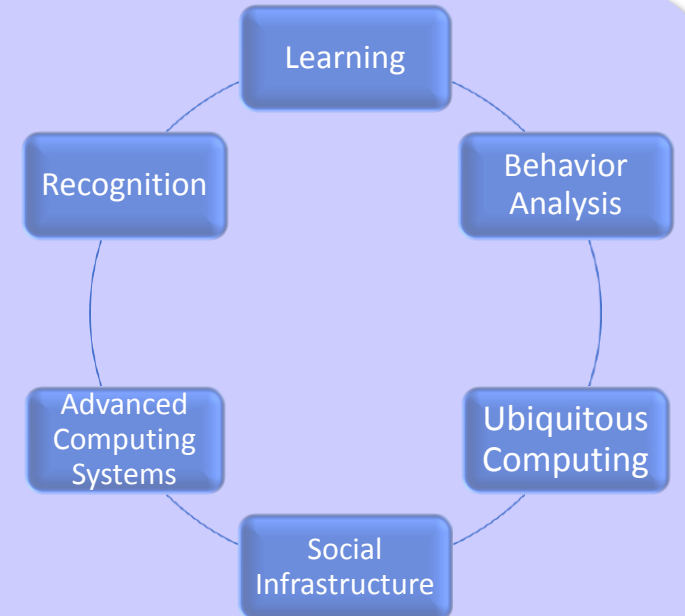 Learning
Behavior
Analysis
Ubiquitous
Computing
Social
Infrastructure
Advanced
Computing
Systems
Recognition